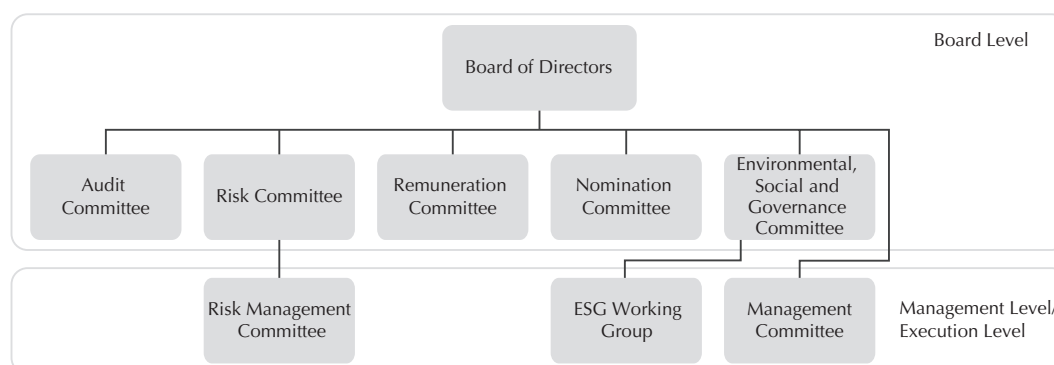 Board Level
Board of Directors
Audit
Committee
Risk Committee
Remuneration
Committee
Nomination
Committee
Environmental,
Social and
Governance
Committee
Risk Management
Committee
ESG Working
Group
Management
Committee
Management Level/
Execution Level